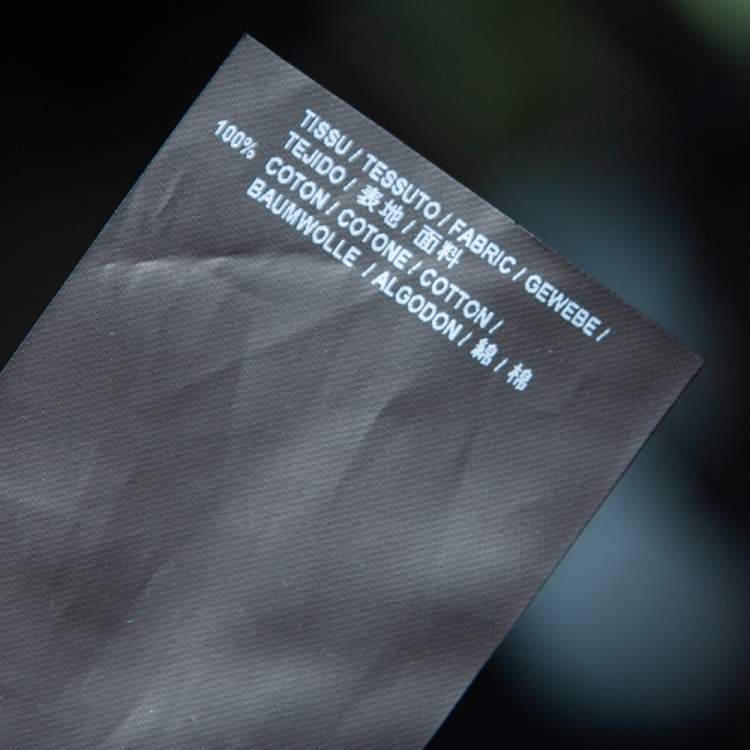 TISSU / TESSUTO / FABRIC / GEWEBE /
TEJIDO / 表地 / 面料
100% COTON / COTONE / COTTON /
BAUMWOLLE / ALGODON / 綿 / 棉